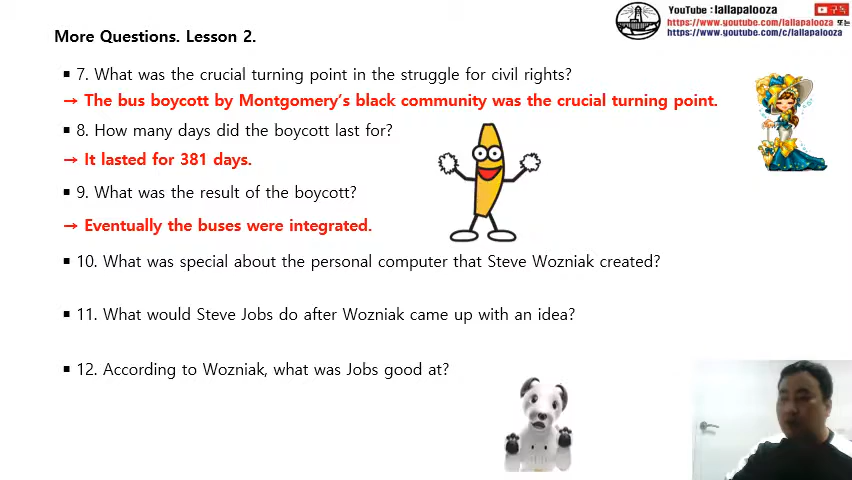 YouTube : lallapalooza
구독
https://www.youtube.com/lallapalooza 또는
https://www.youtube.com/c/lallapalooza
More Questions. Lesson 2.
▪ 7. What was the crucial turning point in the struggle for civil rights?
→ The bus boycott by Montgomery's black community was the crucial turning point.
▪ 8. How many days did the boycott last for?
→ It lasted for 381 days.
▪ 9. What was the result of the boycott?
→ Eventually the buses were integrated.
▪ 10. What was special about the personal computer that Steve Wozniak created?
▪ 11. What would Steve Jobs do after Wozniak came up with an idea?
▪ 12. According to Wozniak, what was Jobs good at?